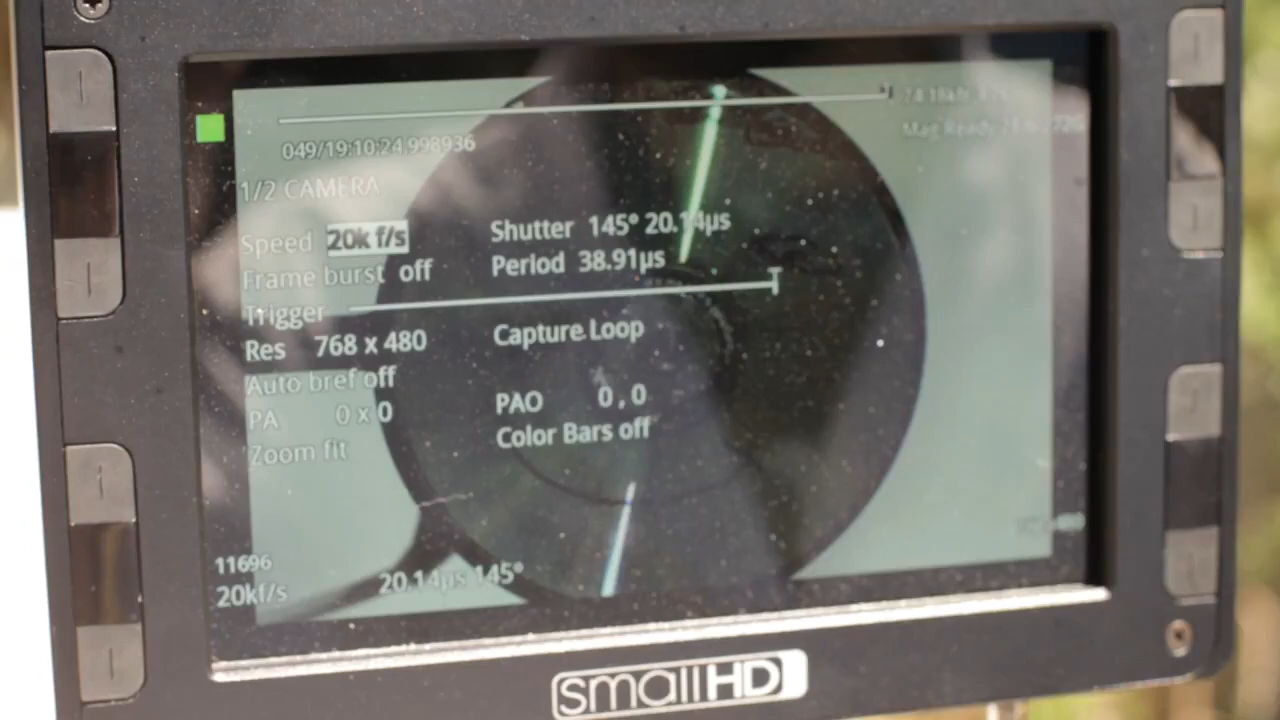 049/19:10:24.998936
1/2 CAMERA
Speed 20k f/s
Shutter 145° 20.14µs
Frame burst off
Period 38.91µs
Trigger
Res 768 x 480
Capture Loop
Auto bref off
PA 0 x 0
PAO 0 , 0
Zoom fit
Color Bars off
11696
20kf/s 20.14µs 145°
smallHD